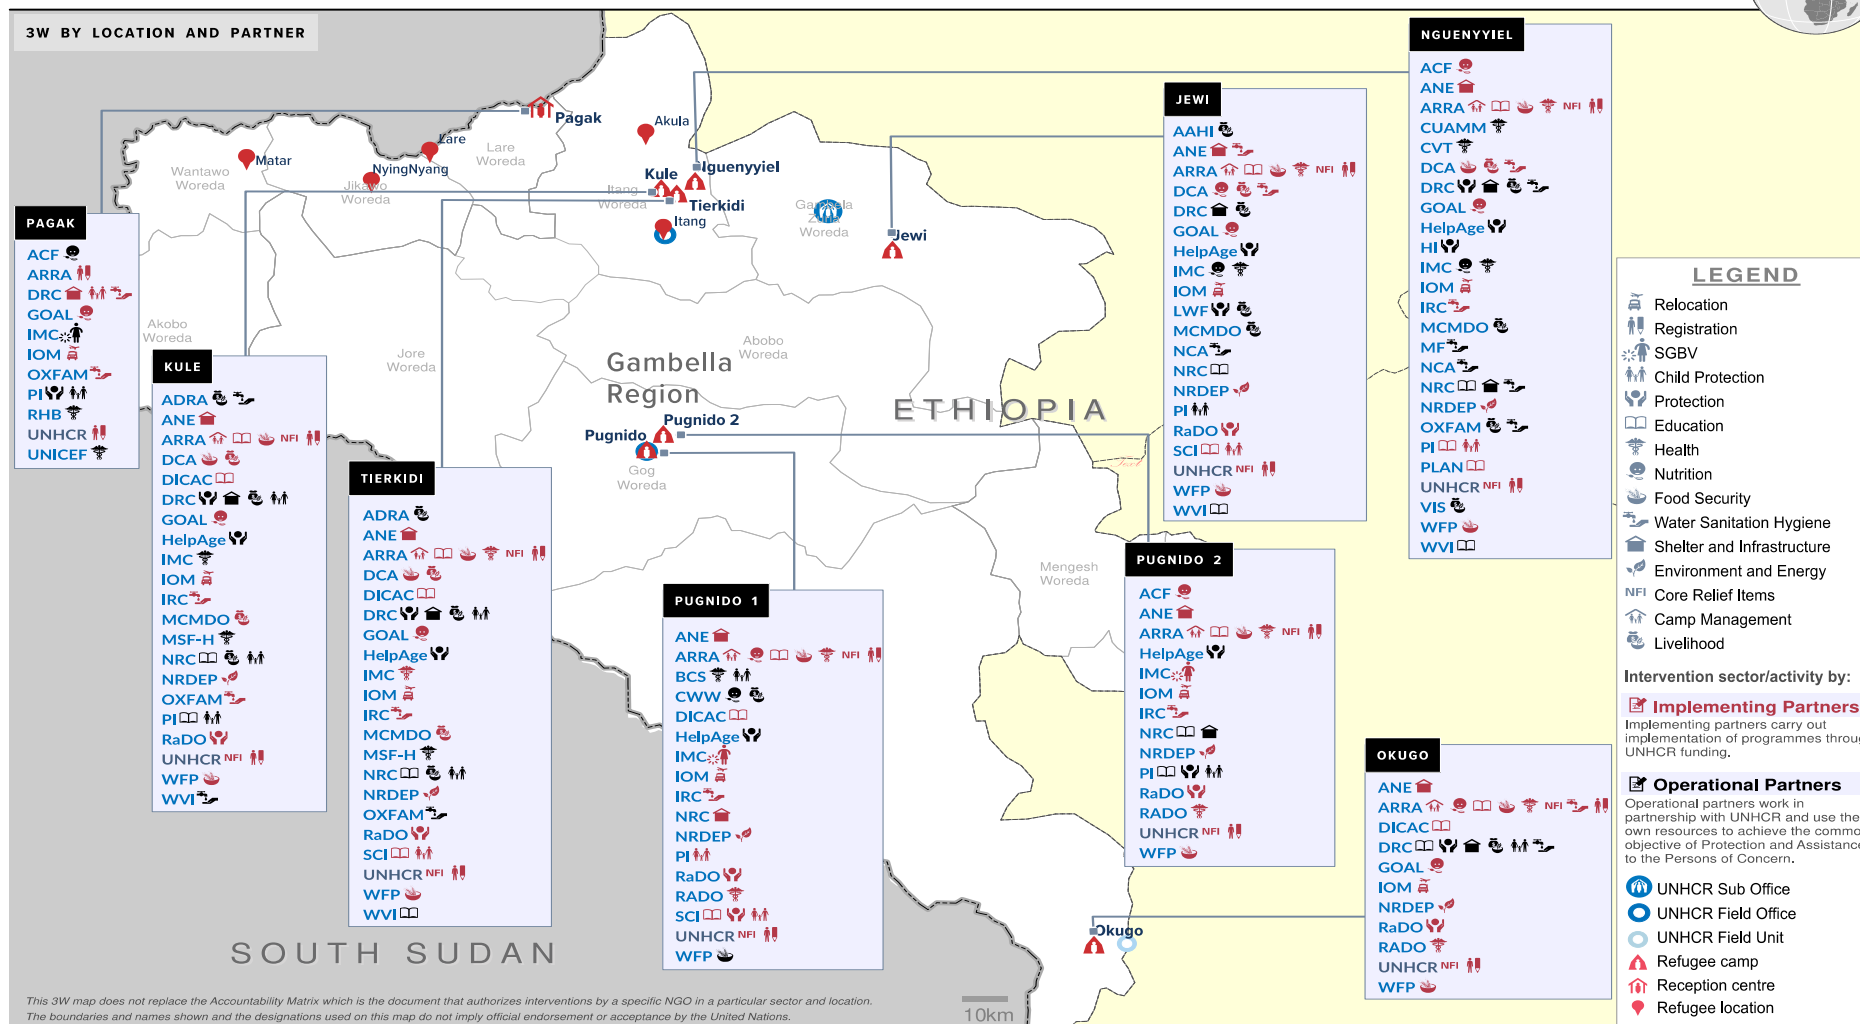 3W BY LOCATION AND PARTNER
Pagak
Akula
Lare
Lare
Woreda
Matar
Wantawo
Woreda
NyingNyang
Jikawo
Woreda
Kule
Nguenyyiel
Itang
Woreda
Tierkidi
Itang
Gambela
Zuria
Woreda
Jewi
Akobo
Woreda
Jore
Woreda
Abobo
Woreda
Gambella
Region
ETHIOPIA
Pugnido 2
Pugnido
Gog
Woreda
Mengesh
Woreda
Okugo
SOUTH SUDAN
PAGAK
ACF
ARRA
DRC
GOAL
IMC
IOM
OXFAM
PI
RHB
UNHCR
UNICEF
KULE
ADRA
ANE
ARRA NFI
DCA
DICAC
DRC
GOAL
HelpAge
IMC
IOM
IRC
MCMDO
MSF-H
NRC
NRDEP
OXFAM
PI
RaDO
UNHCR NFI
WFP
WVI
TIERKIDI
ADRA
ANE
ARRA NFI
DCA
DICAC
DRC
GOAL
HelpAge
IMC
IOM
IRC
MCMDO
MSF-H
NRC
NRDEP
OXFAM
RaDO
SCI
UNHCR NFI
WFP
WVI
PUGNIDO 1
ANE
ARRA NFI
BCS
CWW
DICAC
HelpAge
IMC
IOM
IRC
NRC
NRDEP
PI
RaDO
RADO
SCI
UNHCR NFI
WFP
JEWI
AAHI
ANE
ARRA NFI
DCA
DRC
GOAL
HelpAge
IMC
IOM
LWF
MCMDO
NCA
NRC
NRDEP
PI
RaDO
SCI
UNHCR NFI
WFP
WVI
PUGNIDO 2
ACF
ANE
ARRA NFI
HelpAge
IMC
IOM
IRC
NRC
NRDEP
PI
RaDO
RADO
UNHCR NFI
WFP
NGUENYYIEL
ACF
ANE
ARRA NFI
CUAMM
CVT
DCA
DRC
GOAL
HelpAge
HI
IMC
IOM
IRC
MCMDO
MF
NCA
NRC
NRDEP
OXFAM
PI
PLAN
UNHCR NFI
VIS
WFP
WVI
OKUGO
ANE
ARRA NFI
DICAC
DRC
GOAL
IOM
NRDEP
RaDO
RADO
UNHCR NFI
WFP
LEGEND
Relocation
Registration
SGBV
Child Protection
Protection
Education
Health
Nutrition
Food Security
Water Sanitation Hygiene
Shelter and Infrastructure
Environment and Energy
NFI Core Relief Items
Camp Management
Livelihood
Intervention sector/activity by:
Implementing Partners
Implementing partners carry out
implementation of programmes throug
UNHCR funding.
Operational Partners
Operational partners work in
partnership with UNHCR and use the
own resources to achieve the commo
objective of Protection and Assistance
to the Persons of Concern.
UNHCR Sub Office
UNHCR Field Office
UNHCR Field Unit
Refugee camp
Reception centre
Refugee location
This 3W map does not replace the Accountability Matrix which is the document that authorizes interventions by a specific NGO in a particular sector and location.
The boundaries and names shown and the designations used on this map do not imply official endorsement or acceptance by the United Nations.
10km